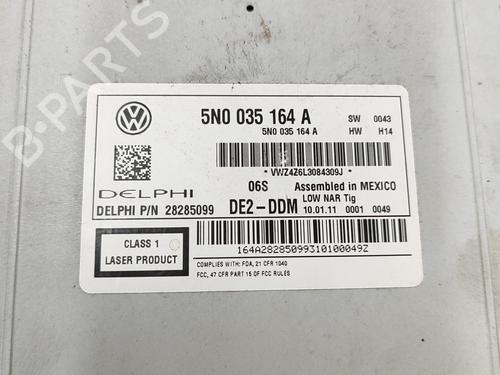 5N0 035 164 A
SW 0043
5N0 035 164 A
HW H14
* VWZ4Z6L3084309J *
06S
Assembled in MEXICO
DELPHI
LOW NAR Tig
DELPHI P/N 28285099
DE2-DDM
10.01.11 0001 0049
CLASS 1
LASER PRODUCT
164A2828509931010004​9Z
COMPLIES WITH: FDA, 21 CFR 1040
FCC, 47 CFR PART 15 OF FCC RULES
B-PARTS